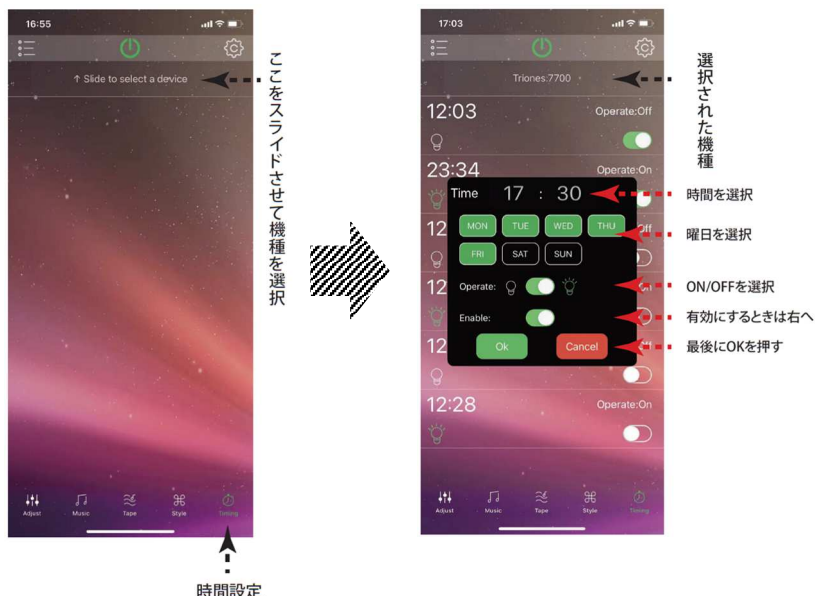 16:55
↑ Slide to select a device
Adjust
Music
Tape
Style
Timing
ここをスライドさせて機種を選択
時間設定
17:03
Triones:7700
12:03
Operate:Off
23:34
Operate:On
Time 17 : 30
MON TUE WED THU
FRI SAT SUN
Operate:
Enable:
Ok Cancel
12
12
12
12:28
Operate:On
Adjust
Music
Tape
Style
Timing
選択された機種
時間を選択
曜日を選択
ON/OFFを選択
有効にするときは右へ
最後にOKを押す